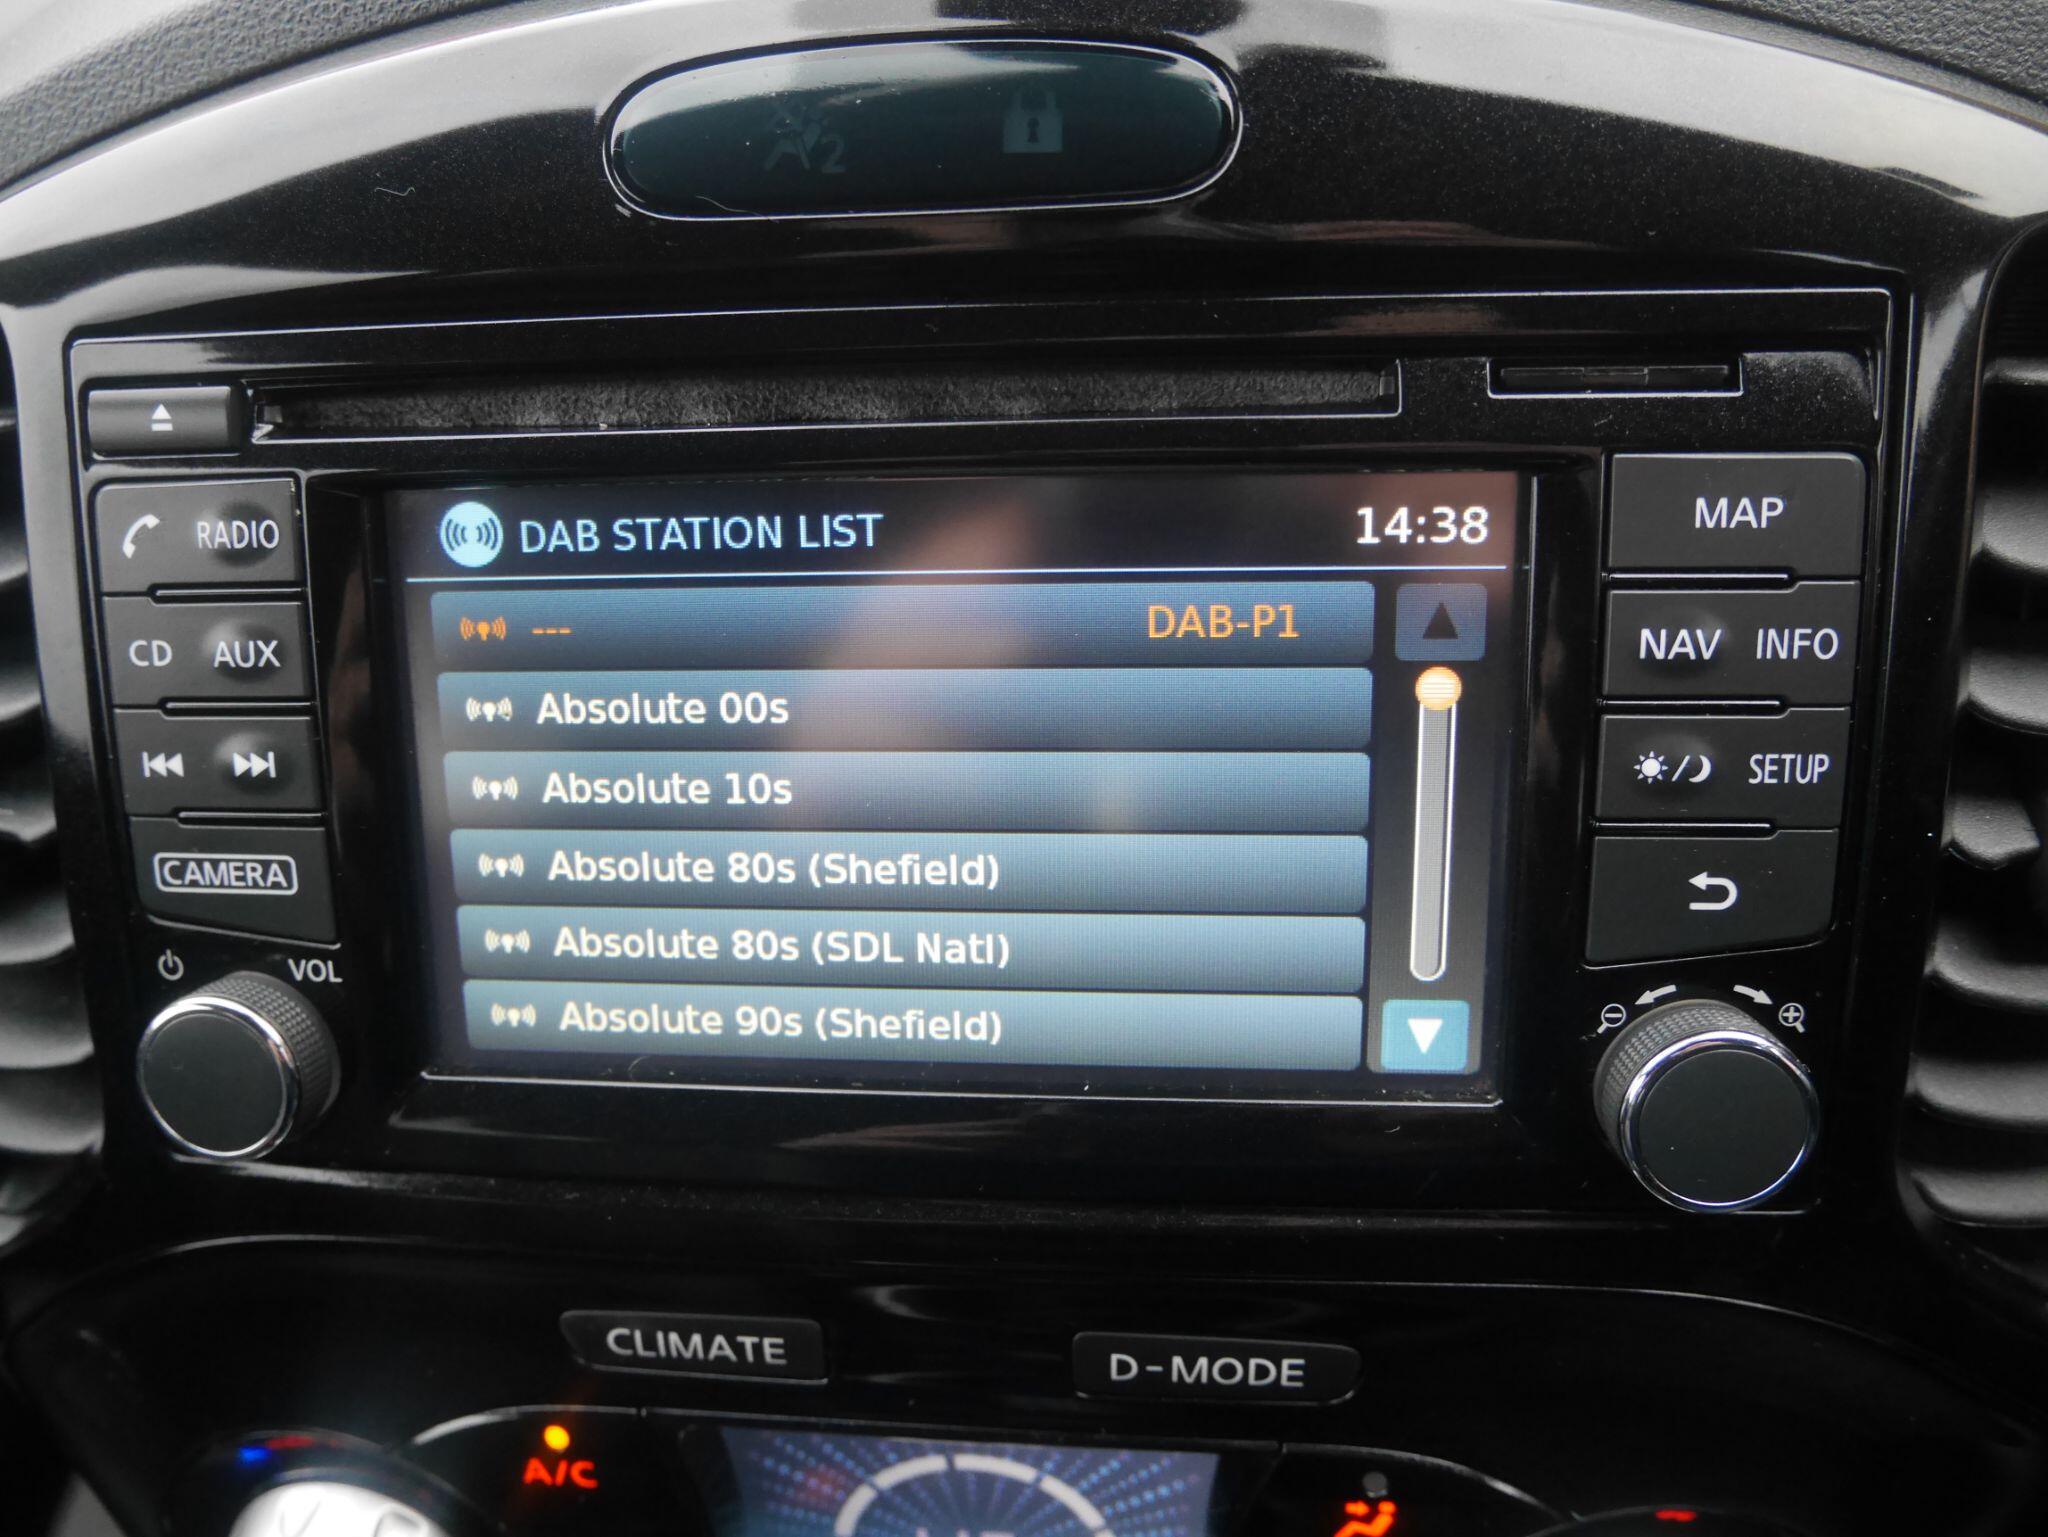 2
RADIO
CD AUX
CAMERA
VOL
DAB STATION LIST 14:38
--- DAB-P1
Absolute 00s
Absolute 10s
Absolute 80s (Shefield)
Absolute 80s (SDL Natl)
Absolute 90s (Shefield)
MAP
NAV INFO
SETUP
CLIMATE
D-MODE
A/C